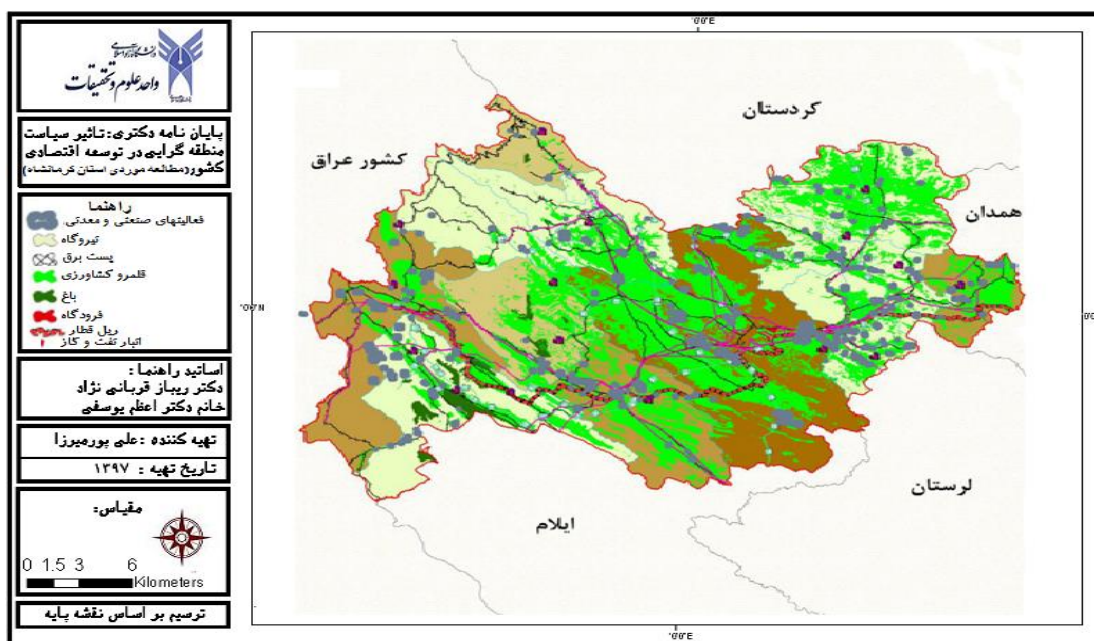 دانشگاه آزاد اسلامی
واحد علوم و تحقیقات
پایان نامه دکتری: تاثیر سیاست
منطقه گرایی در توسعه اقتصادی
کشور(مطالعه موردی استان کرمانشاه)
راهنما
فعالیتهای صنعتی و معدنی
نیروگاه
پست برق
قلمرو کشاورزی
باغ
فرودگاه
ریل قطار
انبار نفت و گاز
اساتید راهنما :
دکتر ریباز قربانی نژاد
خانم دکتر اعظم یوسفی
تهیه کننده :علی پورمیرزا
تاریخ تهیه : ۱۳۹۷
مقیاس:
0 1.5 3 6
Kilometers
ترسیم بر اساس نقشه پایه
کردستان
کشور عراق
همدان
لرستان
ایلام